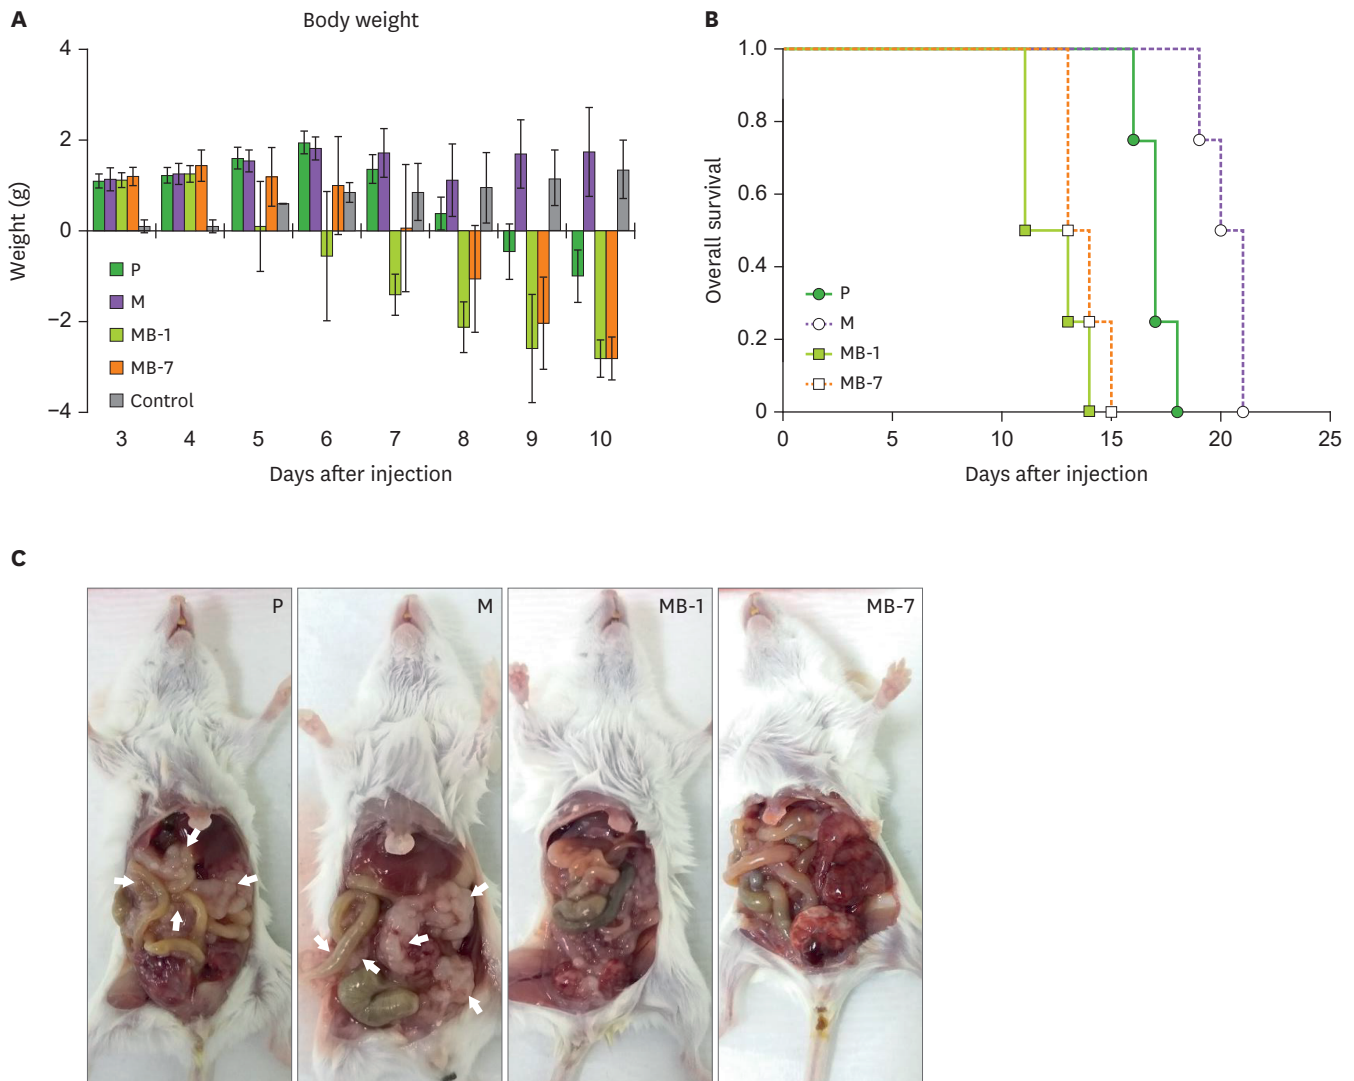 A
Body weight
4
2
0
−2
−4
Weight (g)
P
M
MB-1
MB-7
Control
3 4 5 6 7 8 9 10
Days after injection
B
1.0
0.8
0.6
0.4
0.2
0
Overall survival
P
M
MB-1
MB-7
0 5 10 15 20 25
Days after injection
C
P M MB-1 MB-7